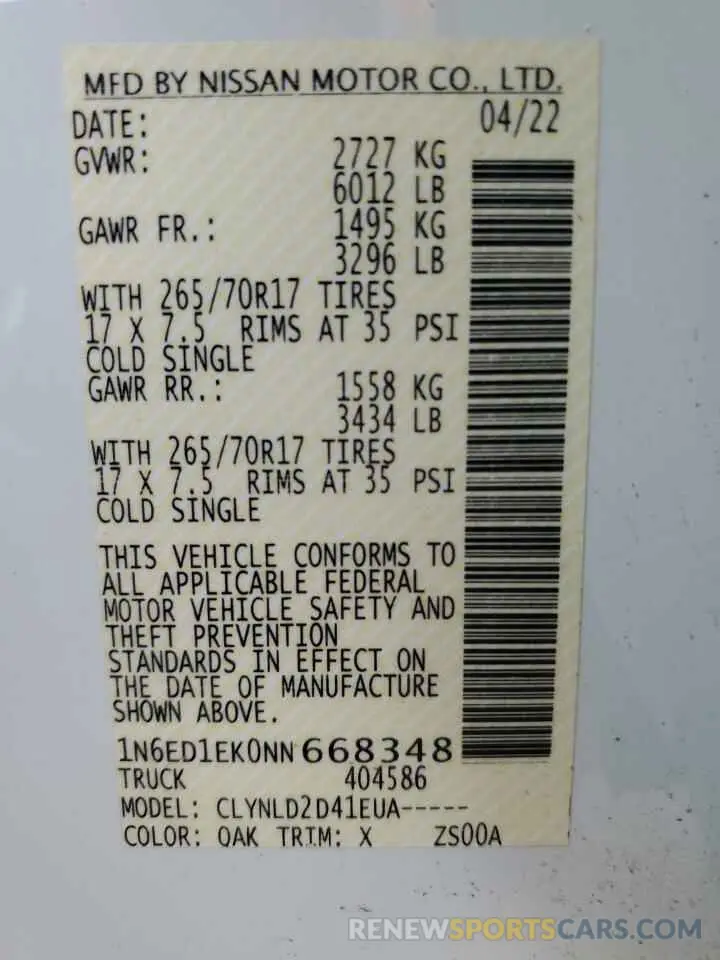 MFD BY NISSAN MOTOR CO., LTD.
DATE: 04/22
GVWR: 2727 KG
6012 LB
GAWR FR.: 1495 KG
3296 LB
WITH 265/70R17 TIRES
17 X 7.5 RIMS AT 35 PSI
COLD SINGLE
GAWR RR.: 1558 KG
3434 LB
WITH 265/70R17 TIRES
17 X 7.5 RIMS AT 35 PSI
COLD SINGLE
THIS VEHICLE CONFORMS TO
ALL APPLICABLE FEDERAL
MOTOR VEHICLE SAFETY AND
THEFT PREVENTION
STANDARDS IN EFFECT ON
THE DATE OF MANUFACTURE
SHOWN ABOVE.
1N6ED1EK0NN668348
TRUCK 404586
MODEL: CLYNLD2D41EUA-----
COLOR: QAK TRIM: X ZS00A
RENEWSPORTSCARS.COM